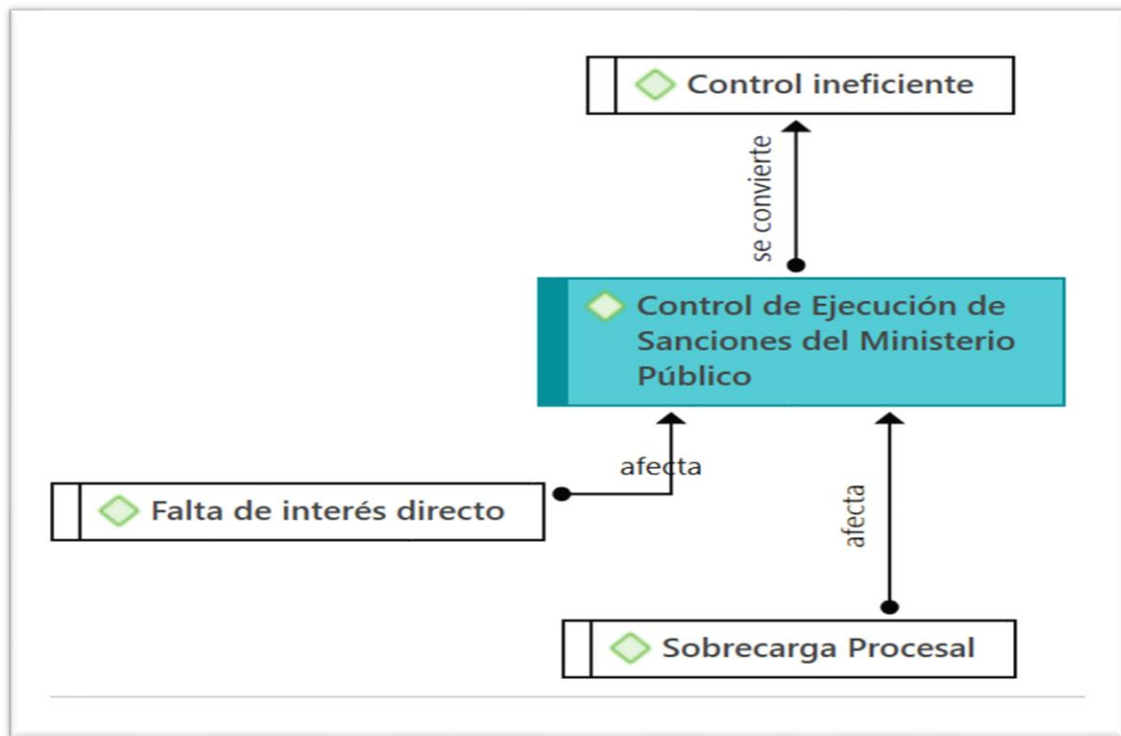 Control ineficiente
se convierte
Control de Ejecución de
Sanciones del Ministerio
Público
afecta
Falta de interés directo
afecta
Sobrecarga Procesal